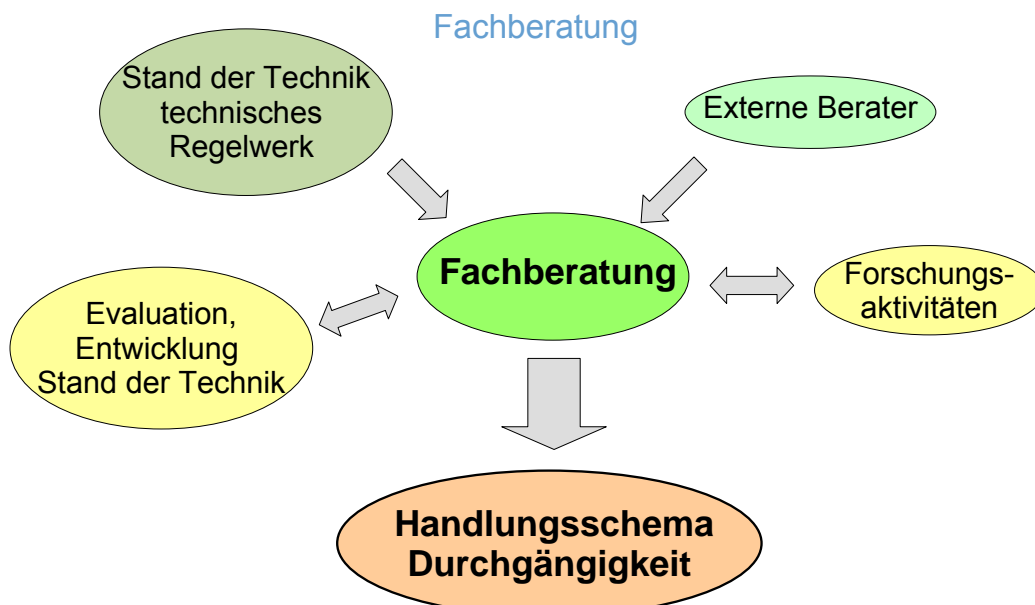 Fachberatung
Stand der Technik
technisches
Regelwerk
Externe Berater
Fachberatung
Forschungs-
aktivitäten
Evaluation,
Entwicklung
Stand der Technik
Handlungsschema
Durchgängigkeit